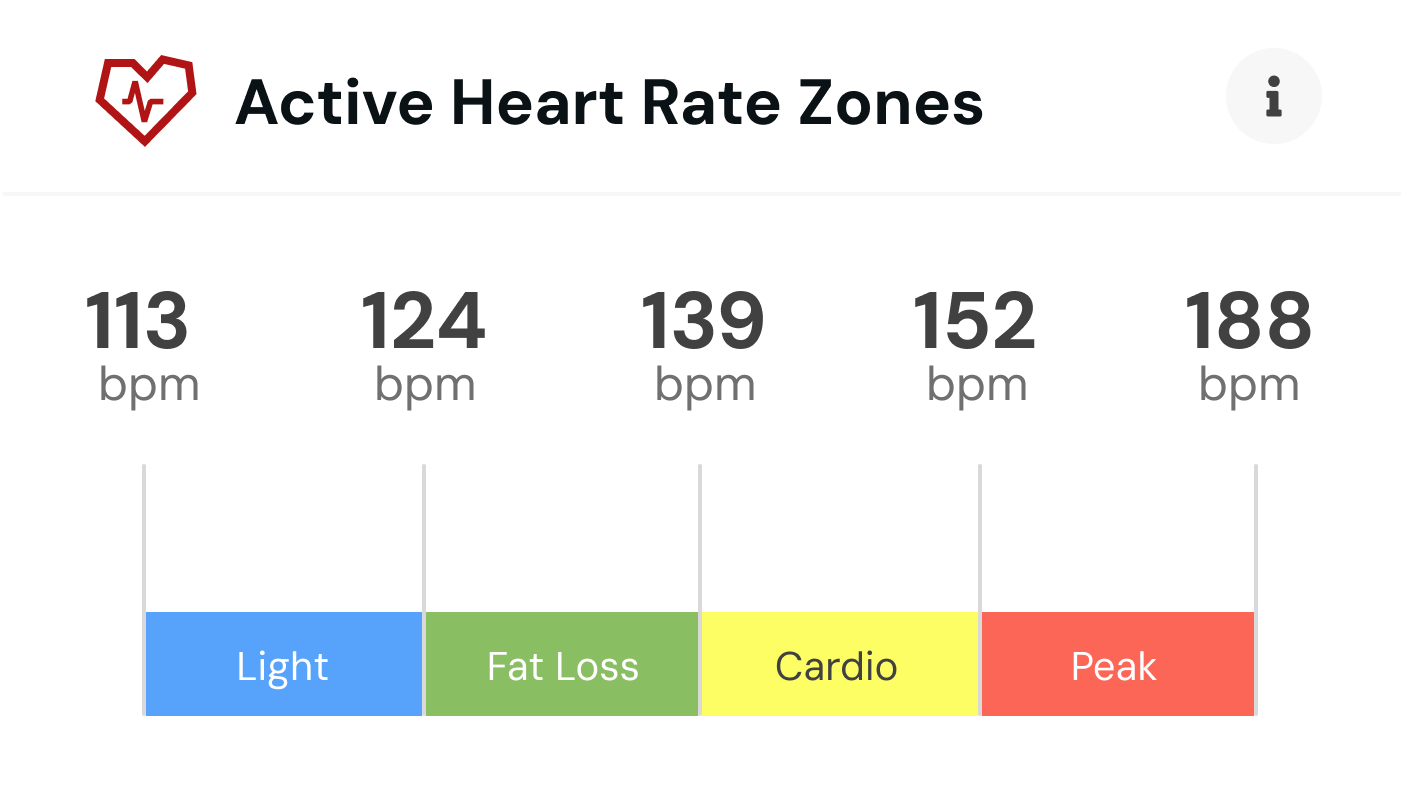 Active Heart Rate Zones
i
113 124 139 152 188
bpm bpm bpm bpm bpm
Light Fat Loss Cardio Peak